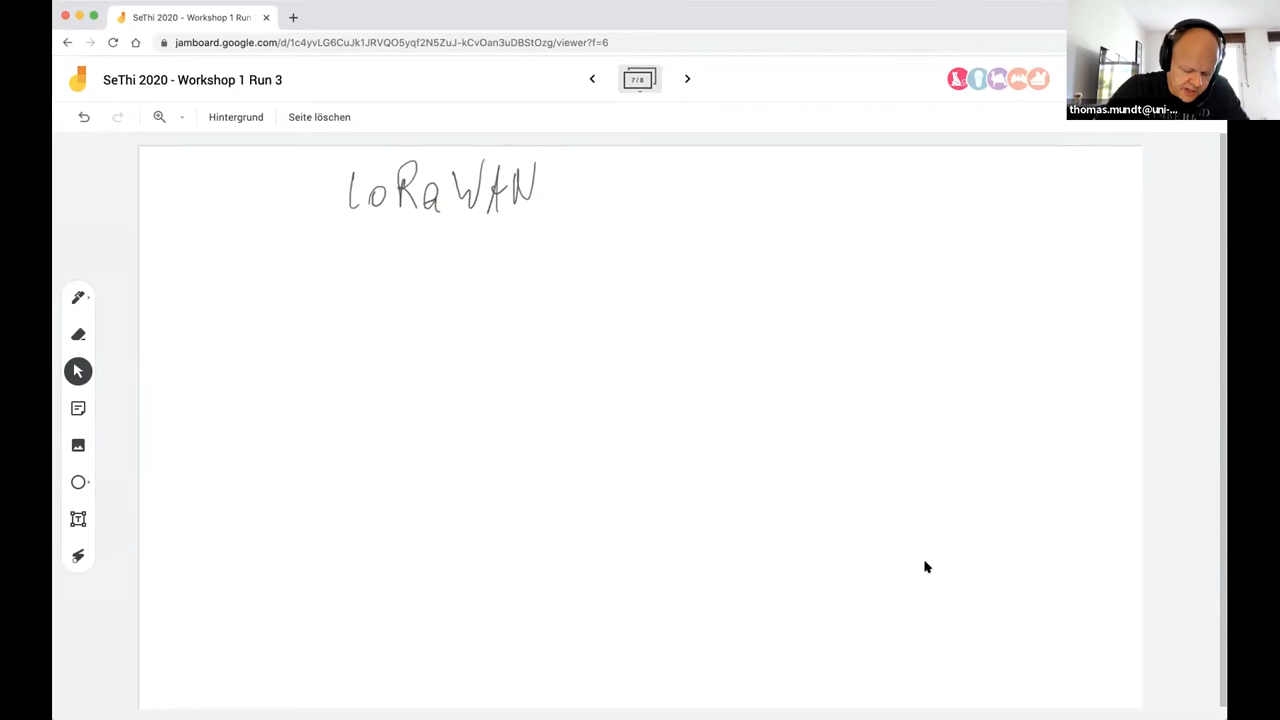 SeThi 2020 - Workshop 1 Run
jamboard.google.com/d/1c4yvLG6CuJk1JRVQO5yqf2N5ZuJ-kCvOan3uDBStOzg/viewer?f=6
SeThi 2020 - Workshop 1 Run 3
7 / 8
thomas.mundt@uni-...
Hintergrund
Seite löschen
LoRaWAN